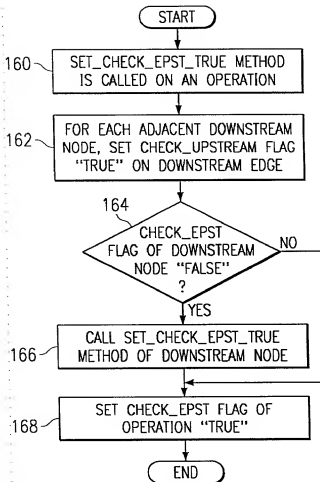 START
160
SET_CHECK_EPST_TRUE METHOD
IS CALLED ON AN OPERATION
162
FOR EACH ADJACENT DOWNSTREAM
NODE, SET CHECK_UPSTREAM FLAG
"TRUE" ON DOWNSTREAM EDGE
164
CHECK_EPST
FLAG OF DOWNSTREAM
NODE "FALSE"
?
NO
YES
166
CALL SET_CHECK_EPST_TRUE
METHOD OF DOWNSTREAM NODE
168
SET CHECK_EPST FLAG OF
OPERATION "TRUE"
END